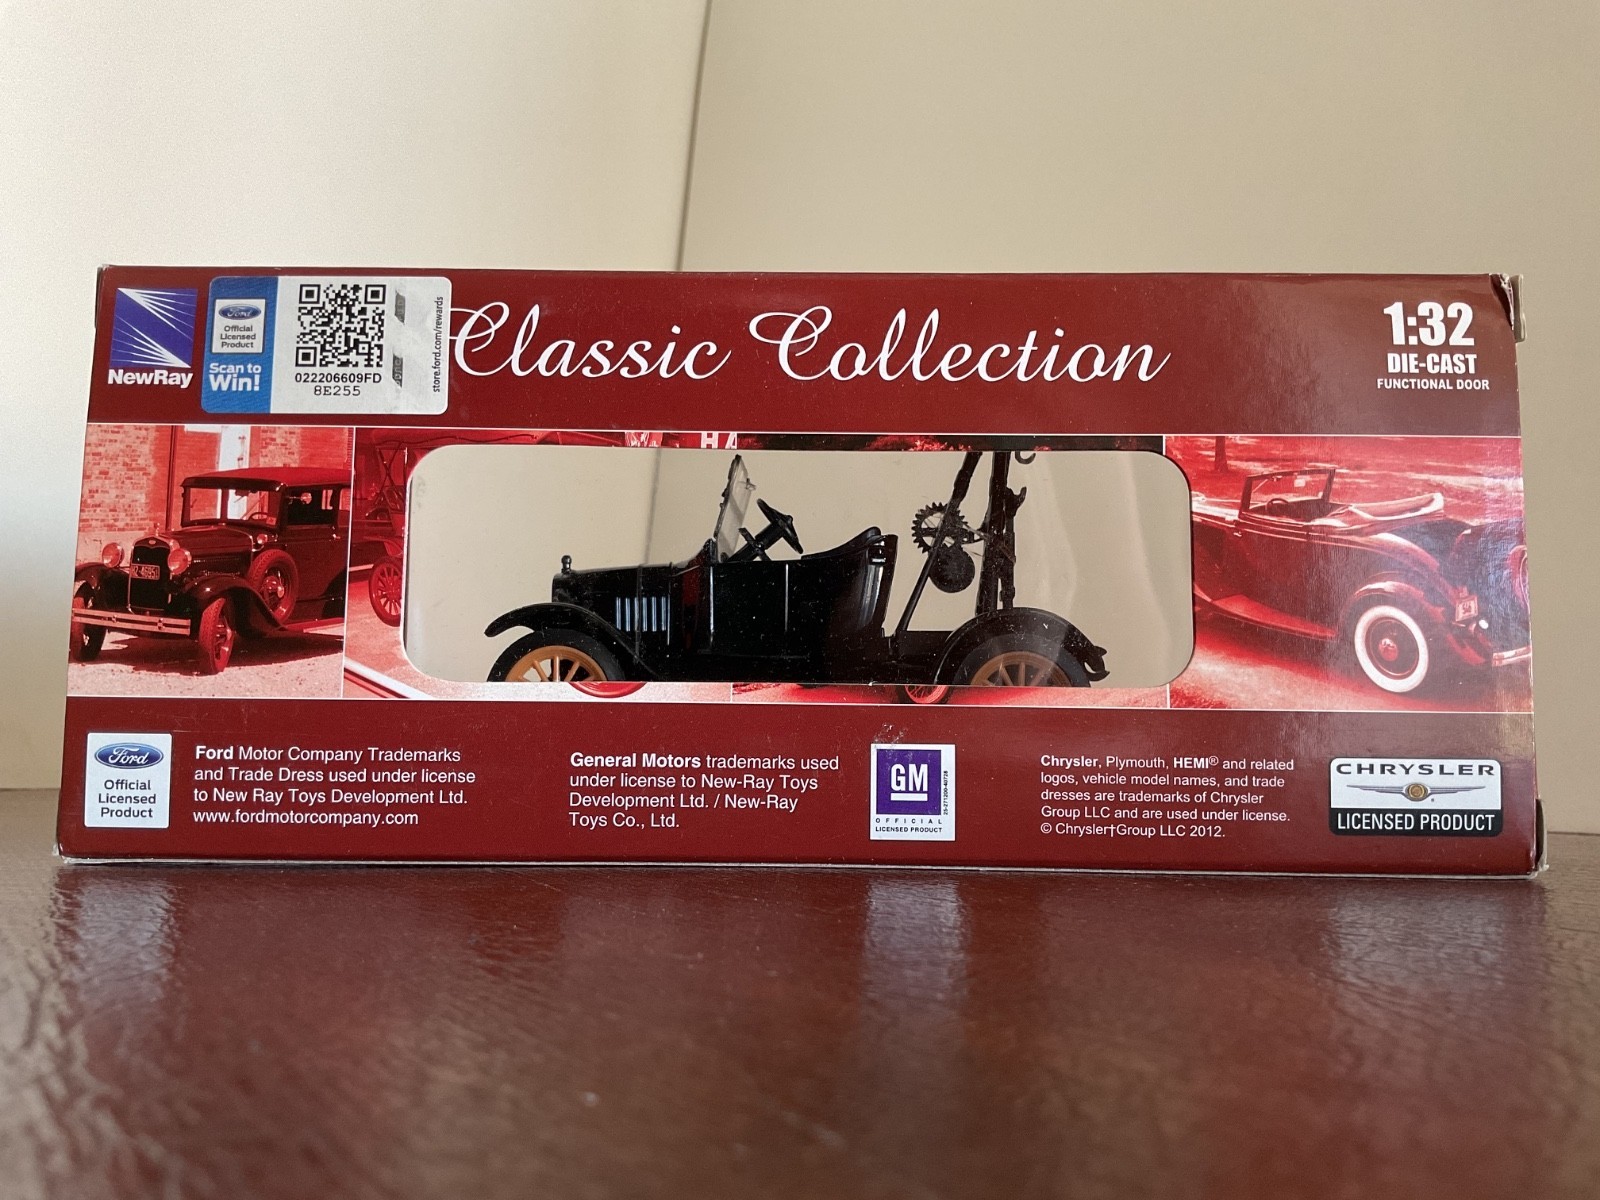 NewRay
Ford
Official
Licensed
Product
Scan to
Win!
022206609FD
8E255
store.ford.com/rewards
Classic Collection
1:32
DIE-CAST
FUNCTIONAL DOOR
HA
Ford
Official
Licensed
Product
Ford Motor Company Trademarks
and Trade Dress used under license
to New Ray Toys Development Ltd.
www.fordmotorcompany.com
General Motors trademarks used
under license to New-Ray Toys
Development Ltd. / New-Ray
Toys Co., Ltd.
GM
OFFICIAL
LICENSED PRODUCT
Chrysler, Plymouth, HEMI® and related
logos, vehicle model names, and trade
dresses are trademarks of Chrysler
Group LLC and are used under license.
© Chrysler†Group LLC 2012.
CHRYSLER
LICENSED PRODUCT